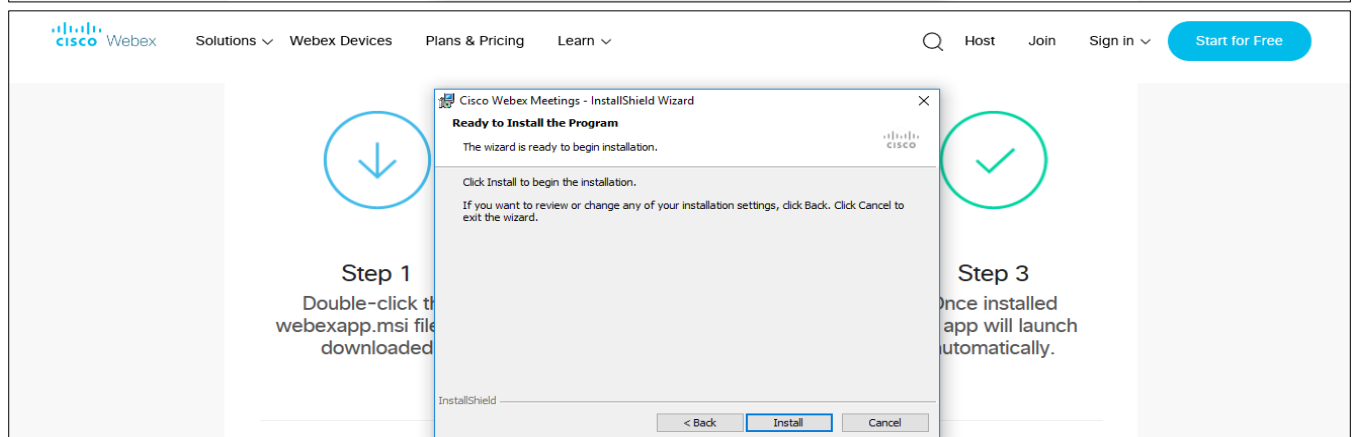 CISCO Webex Solutions Webex Devices Plans & Pricing Learn Host Join Sign in Start for Free
Cisco Webex Meetings - InstallShield Wizard
Ready to Install the Program
The wizard is ready to begin installation.
CISCO
Click Install to begin the installation.
If you want to review or change any of your installation settings, click Back. Click Cancel to
exit the wizard.
InstallShield
< Back Install Cancel
Step 1
Double-click
webexapp.msi
downloaded
Step 3
installed
app will launch
automatically.